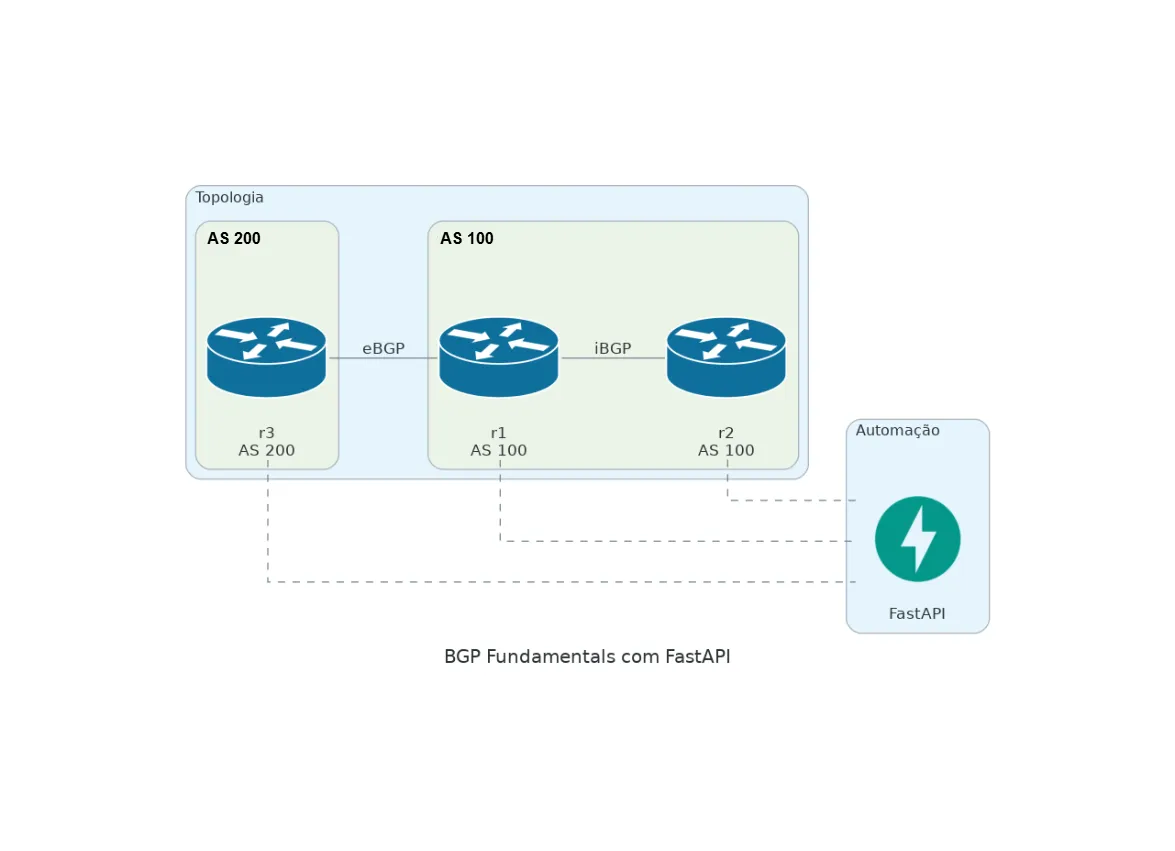 Topologia
AS 200
AS 100
eBGP
iBGP
r3
AS 200
r1
AS 100
r2
AS 100
Automação
FastAPI
BGP Fundamentals com FastAPI